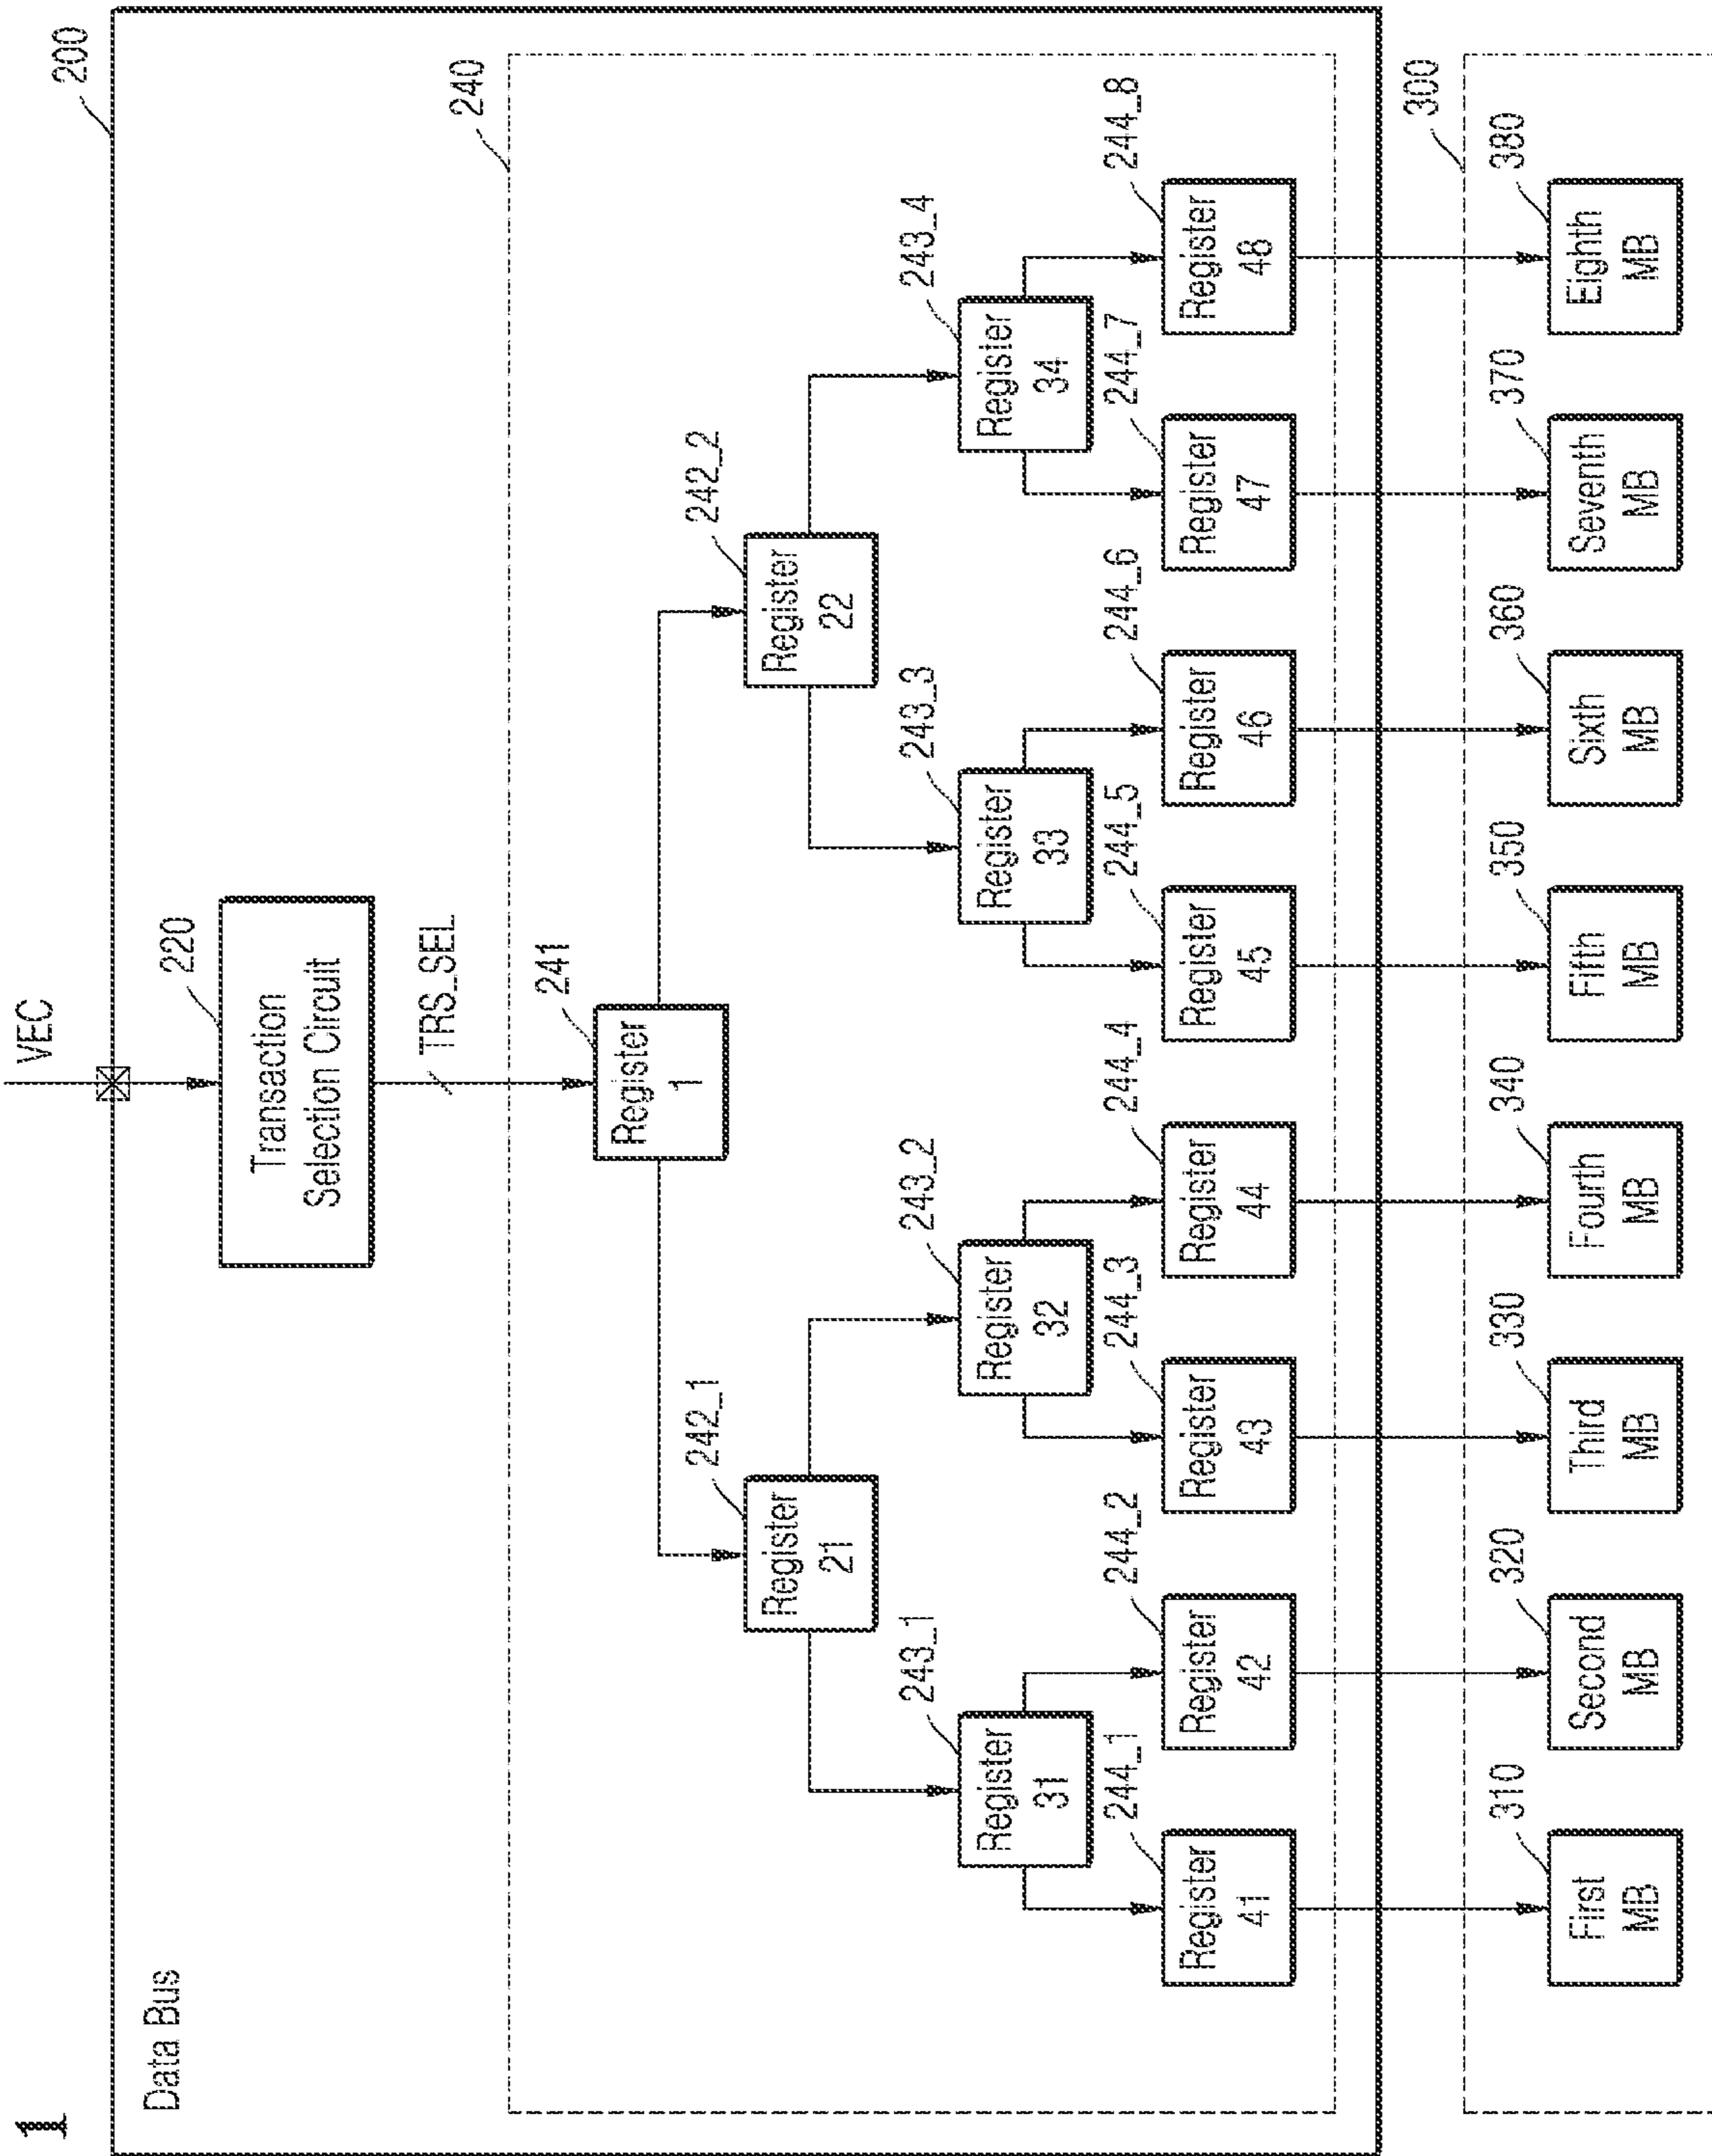 1
VEC
200
Data Bus
220
Transaction
Selection Circuit
TRS_SEL
240
241
Register
1
242_1
242_2
Register
21
Register
22
243_1
243_2
243_3
243_4
Register
31
Register
32
Register
33
Register
34
244_1
244_2
244_3
244_4
244_5
244_6
244_7
244_8
Register
41
Register
42
Register
43
Register
44
Register
45
Register
46
Register
47
Register
48
300
310
320
330
340
350
360
370
380
First
MB
Second
MB
Third
MB
Fourth
MB
Fifth
MB
Sixth
MB
Seventh
MB
Eighth
MB